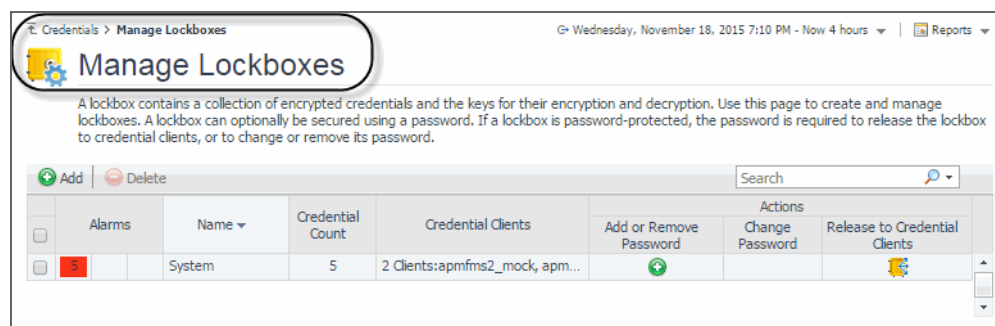 Credentials > Manage Lockboxes
Wednesday, November 18, 2015 7:10 PM - Now 4 hours | Reports
Manage Lockboxes
A lockbox contains a collection of encrypted credentials and the keys for their encryption and decryption. Use this page to create and manage
lockboxes. A lockbox can optionally be secured using a password. If a lockbox is password-protected, the password is required to release the lockbox
to credential clients, or to change or remove its password.
Add | Delete
Search
Actions
Alarms Name Credential Count Credential Clients Add or Remove Password Change Password Release to Credential Clients
5 System 5 2 Clients:apmfms2_mock, apm...